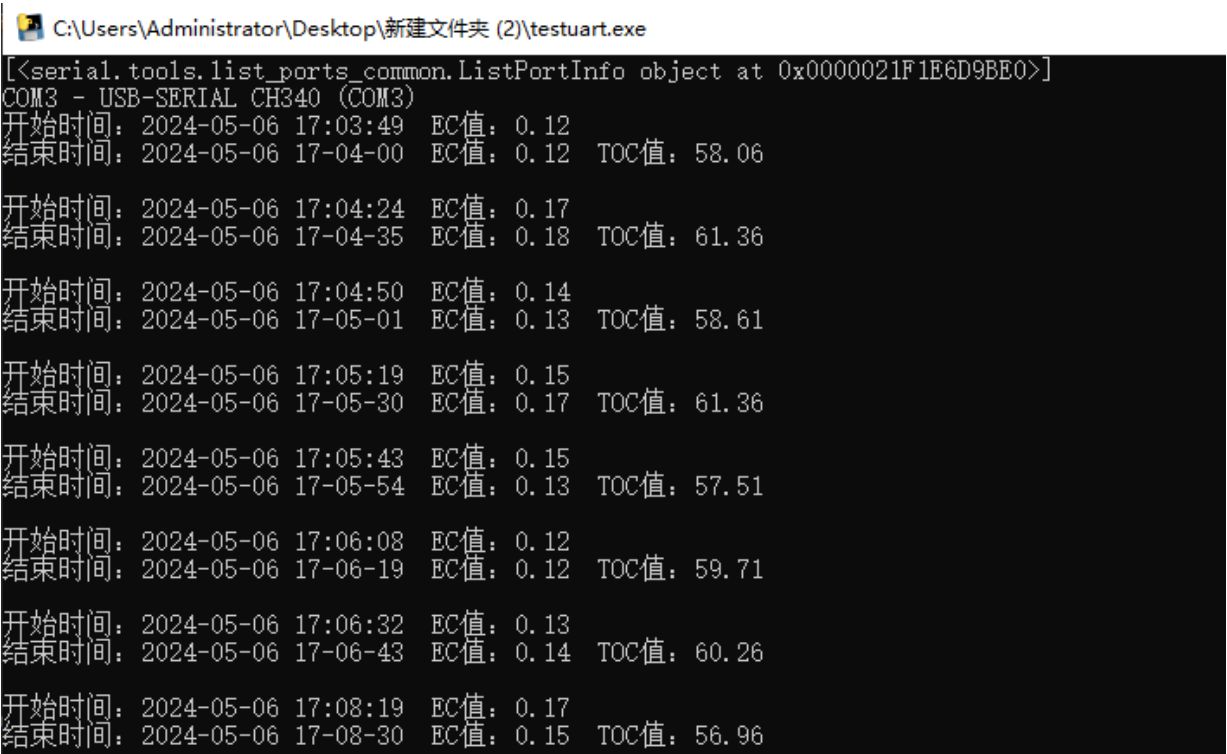 C:\Users\Administrator\Desktop\新建文件夹 (2)\testuart.exe
[<serial.tools.list_ports_common.ListPortInfo object at 0x0000021F1E6D9BE0>]
COM3 - USB-SERIAL CH340 (COM3)
开始时间：2024-05-06 17:03:49  EC值：0.12
结束时间：2024-05-06 17-04-00  EC值：0.12  TOC值：58.06
开始时间：2024-05-06 17:04:24  EC值：0.17
结束时间：2024-05-06 17-04-35  EC值：0.18  TOC值：61.36
开始时间：2024-05-06 17:04:50  EC值：0.14
结束时间：2024-05-06 17-05-01  EC值：0.13  TOC值：58.61
开始时间：2024-05-06 17:05:19  EC值：0.15
结束时间：2024-05-06 17-05-30  EC值：0.17  TOC值：61.36
开始时间：2024-05-06 17:05:43  EC值：0.15
结束时间：2024-05-06 17-05-54  EC值：0.13  TOC值：57.51
开始时间：2024-05-06 17:06:08  EC值：0.12
结束时间：2024-05-06 17-06-19  EC值：0.12  TOC值：59.71
开始时间：2024-05-06 17:06:32  EC值：0.13
结束时间：2024-05-06 17-06-43  EC值：0.14  TOC值：60.26
开始时间：2024-05-06 17:08:19  EC值：0.17
结束时间：2024-05-06 17-08-30  EC值：0.15  TOC值：56.96